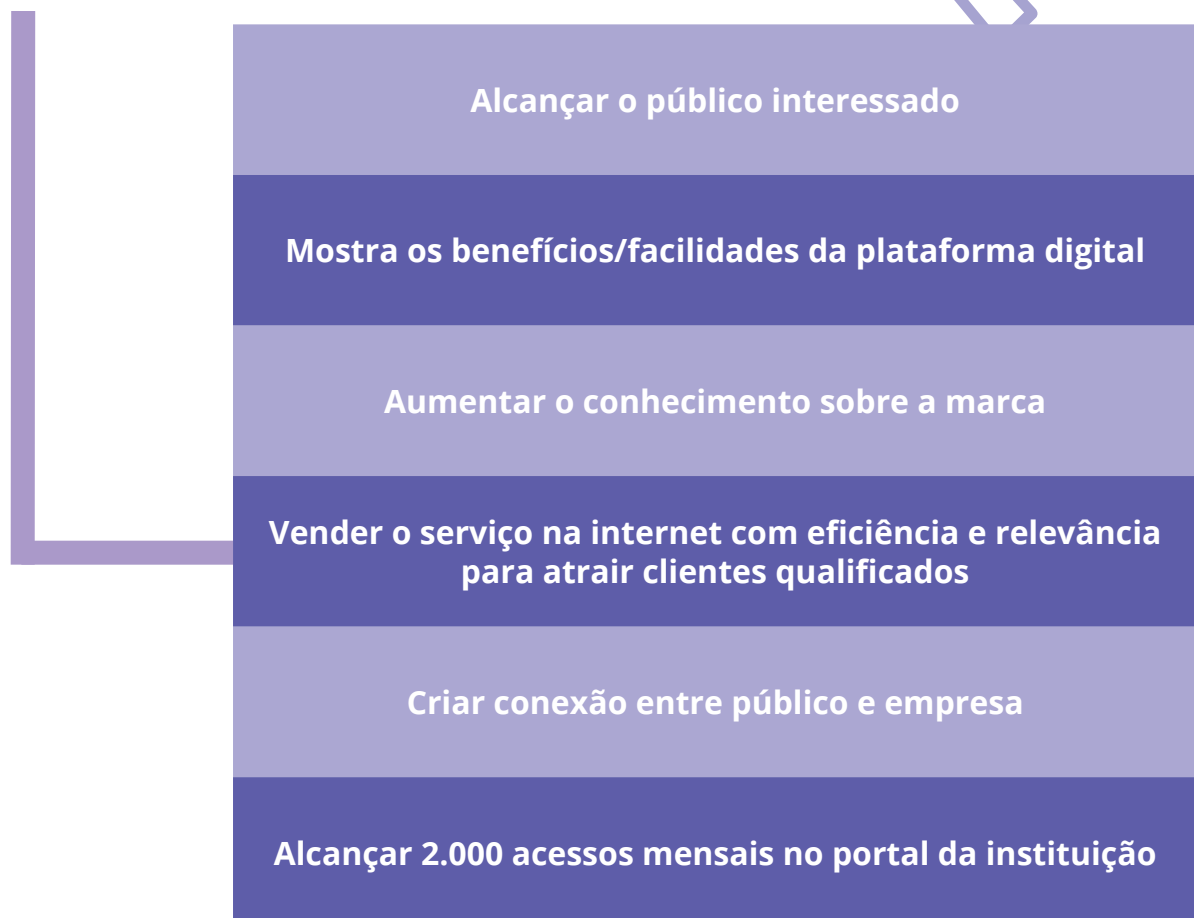 Alcançar o público interessado
Mostra os benefícios/facilidades da plataforma digital
Aumentar o conhecimento sobre a marca
Vender o serviço na internet com eficiência e relevância
para atrair clientes qualificados
Criar conexão entre público e empresa
Alcançar 2.000 acessos mensais no portal da instituição